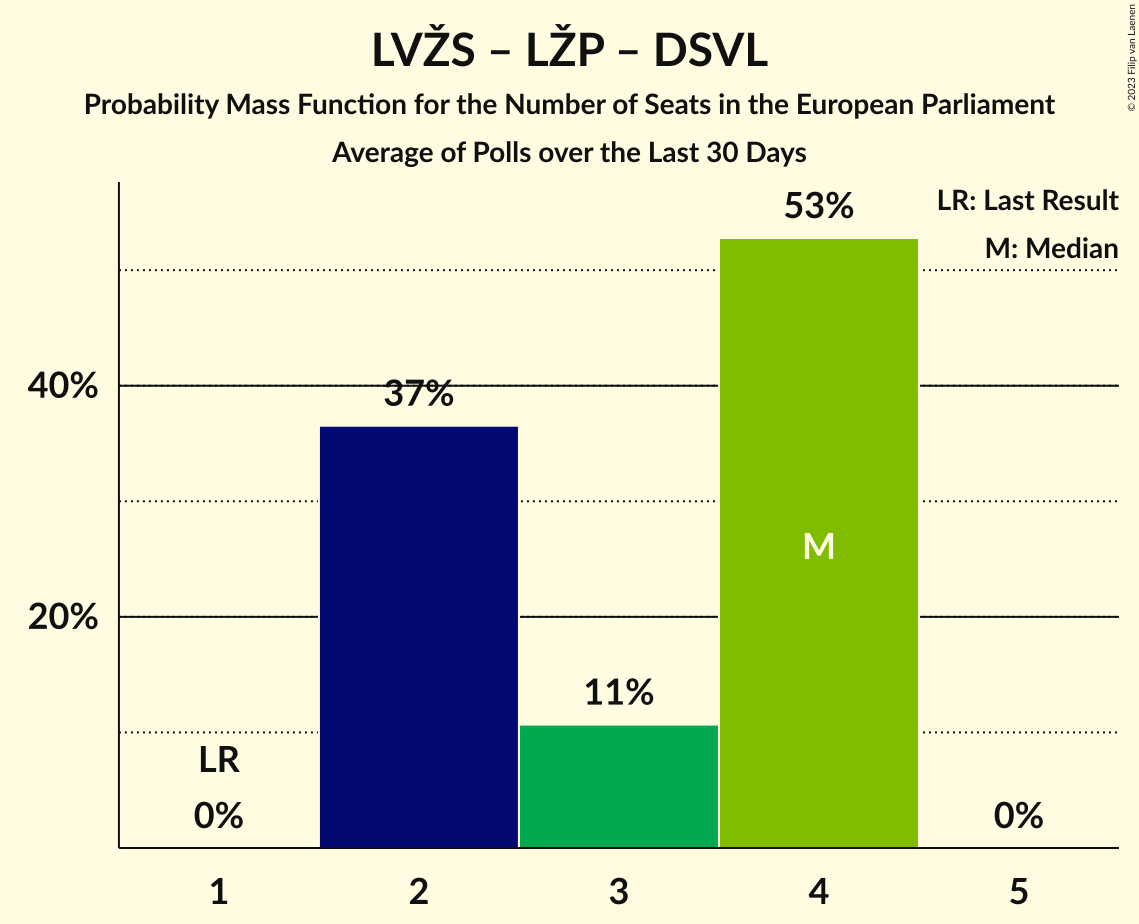 LVŽS – LŽP – DSVL
Probability Mass Function for the Number of Seats in the European Parliament
Average of Polls over the Last 30 Days
© 2023 Filip van Laenen
LR: Last Result
M: Median
53%
40%
37%
M
20%
11%
LR
0%
0%
1 2 3 4 5